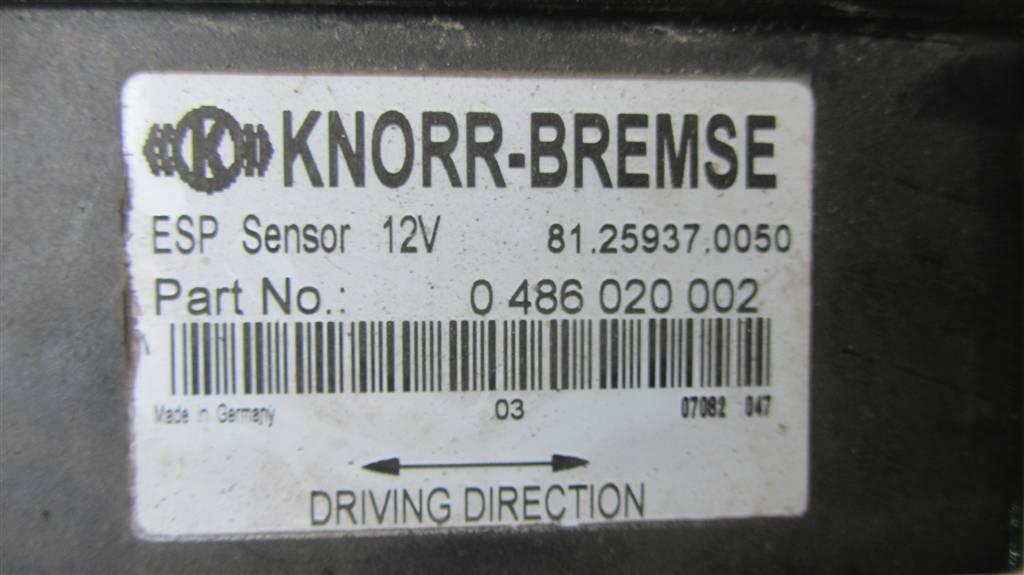 K KNORR-BREMSE
ESP Sensor 12V 81.25937.0050
Part No.: 0 486 020 002
Made in Germany 03 07082 047
DRIVING DIRECTION